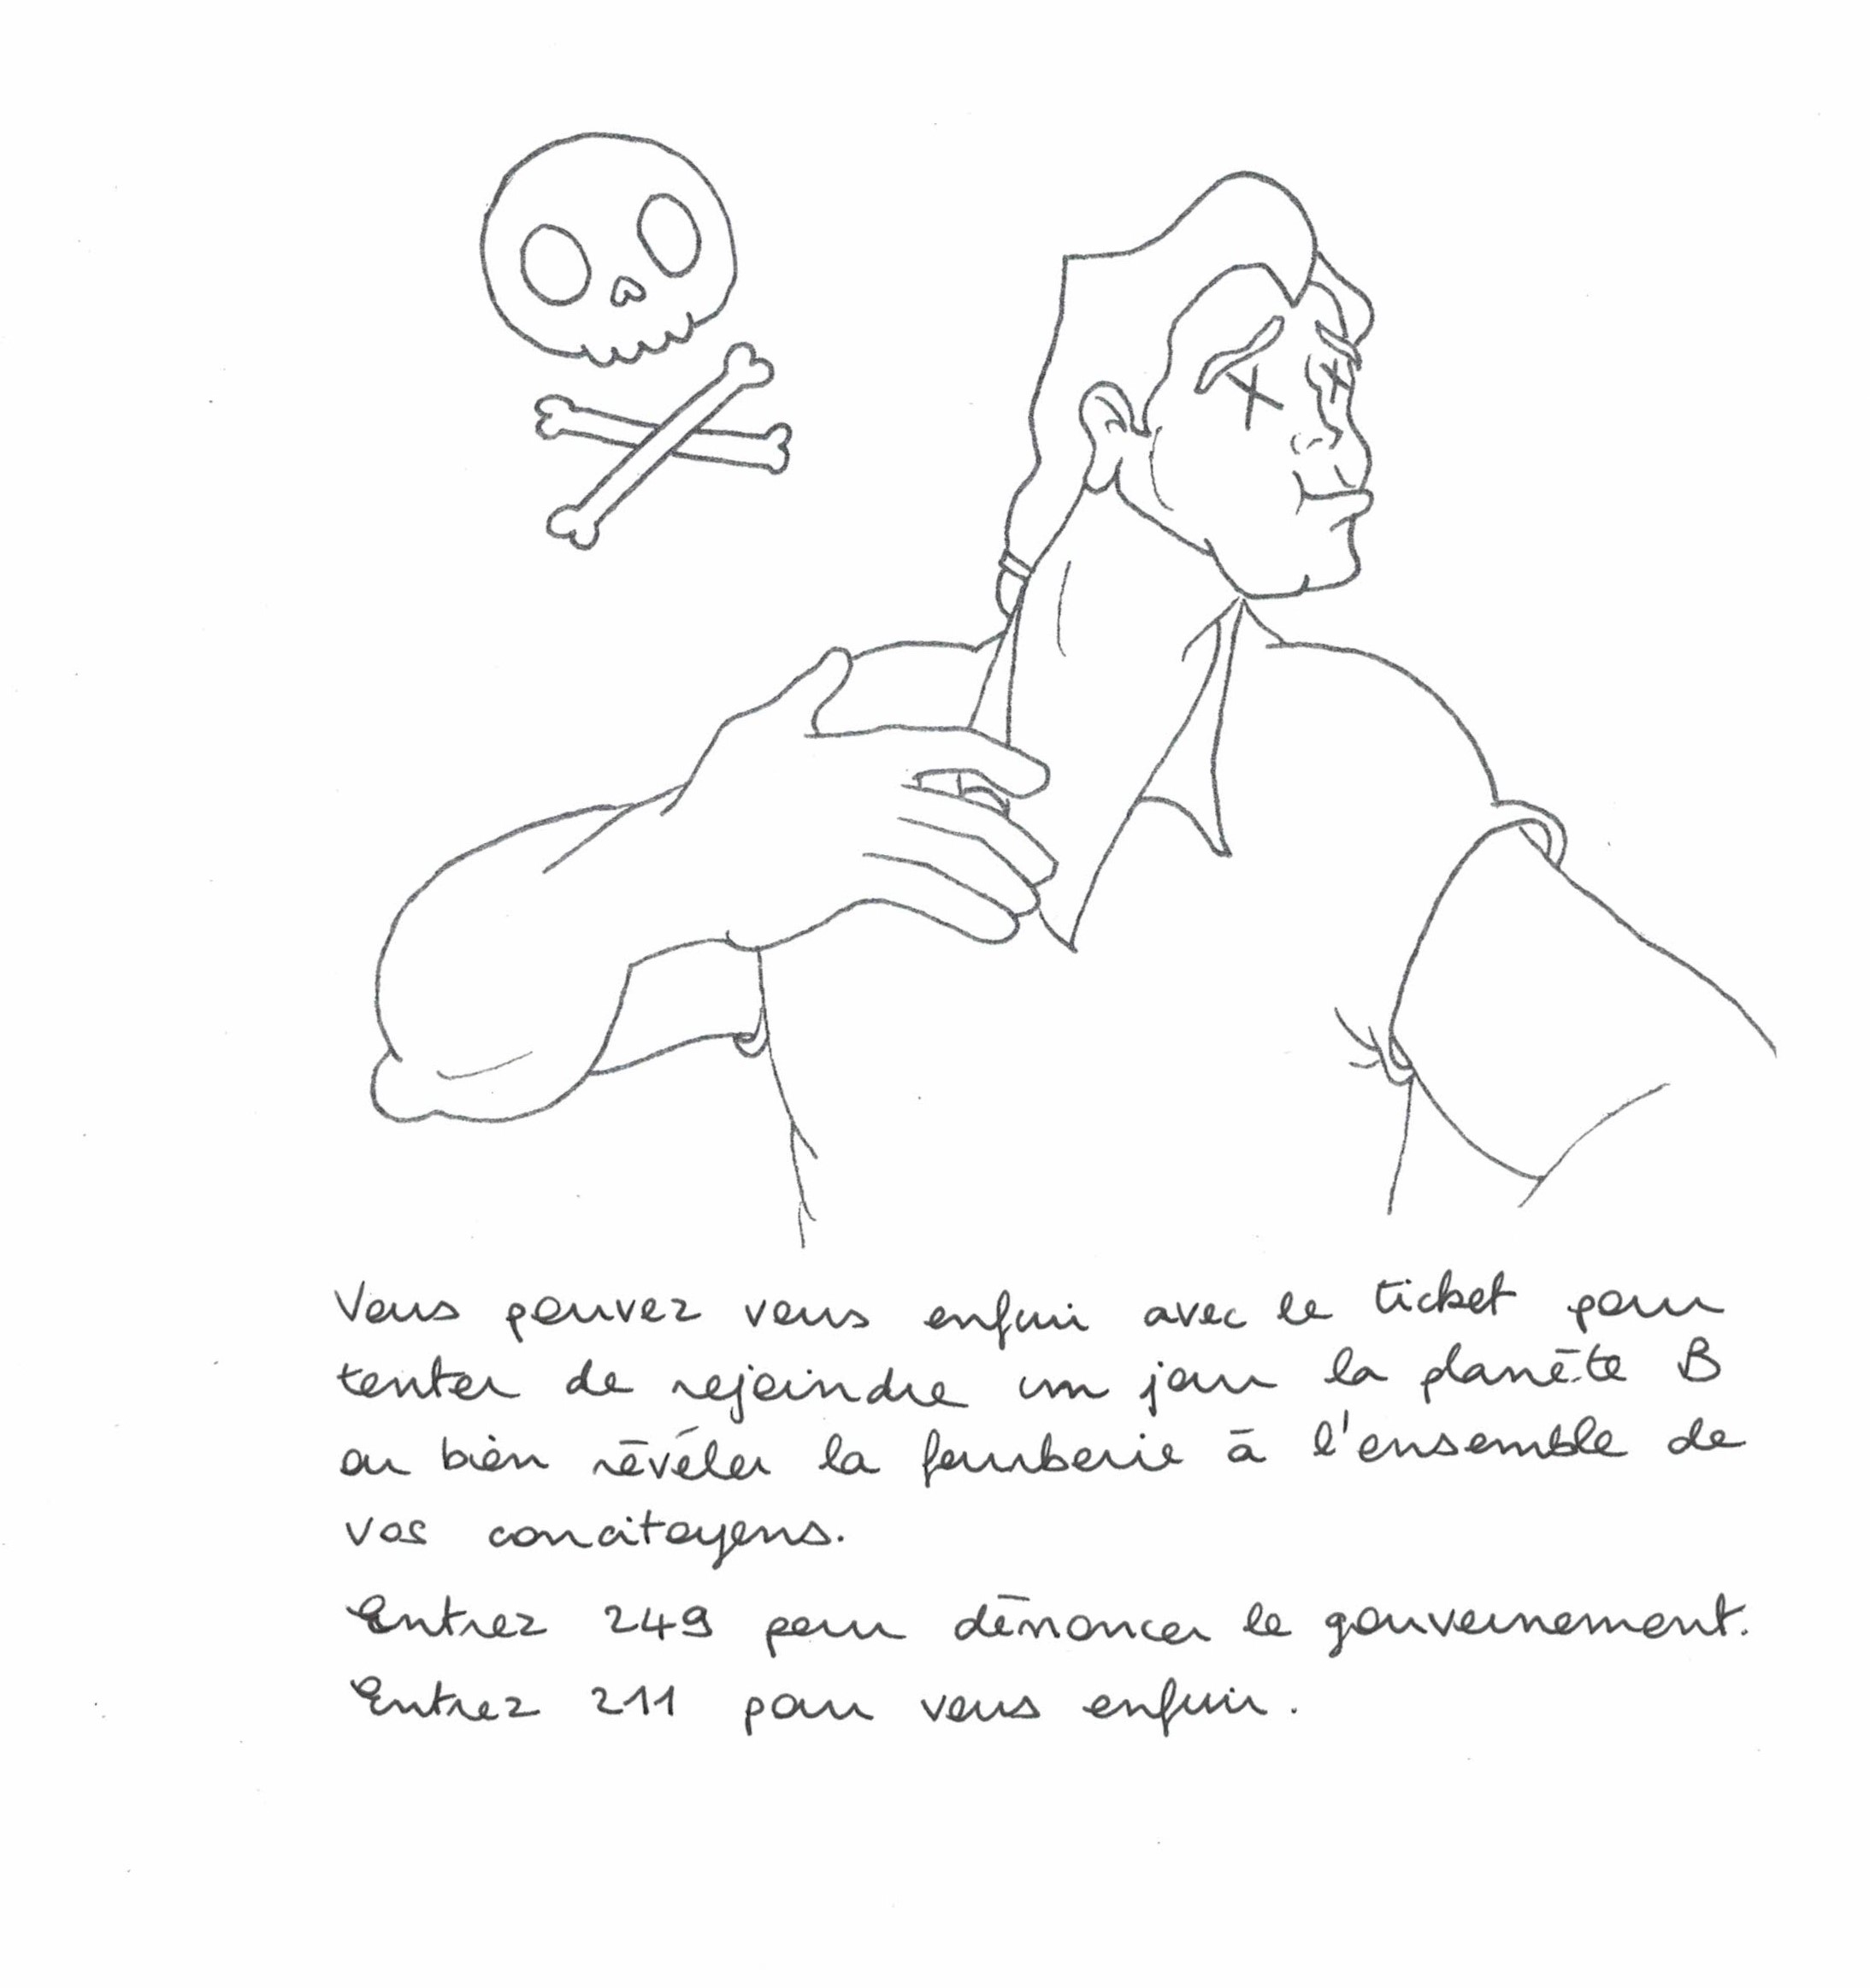 Vous pouvez vous enfuir avec le ticket pour
tenter de rejoindre un jour la planète B
ou bien révéler la fourberie à l'ensemble de
vos concitoyens.
Entrez 249 pour dénoncer le gouvernement.
Entrez 211 pour vous enfuir.